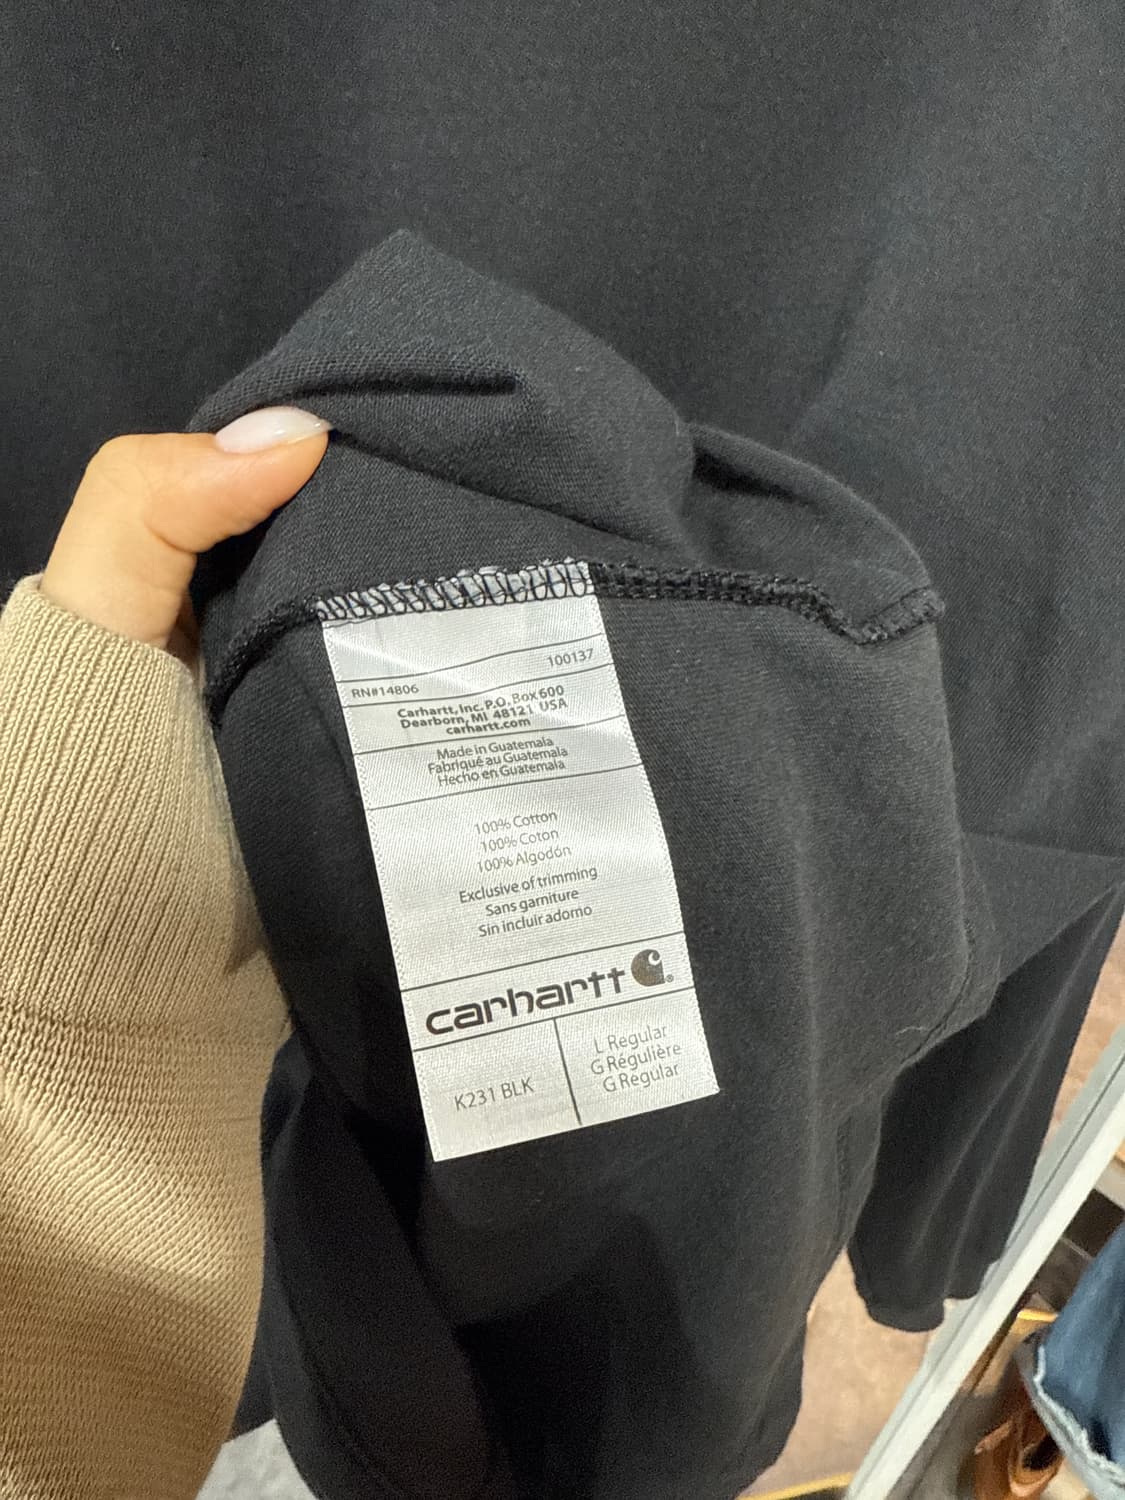 100137
RN#14806
Carhartt, Inc. P.O. Box 600
Dearborn, MI 48121 USA
carhartt.com
Made in Guatemala
Fabriqué au Guatemala
Hecho en Guatemala
100% Cotton
100% Coton
100% Algodón
Exclusive of trimming
Sans garniture
Sin incluir adorno
carhartt
K231 BLK
L Regular
G Régulière
G Regular